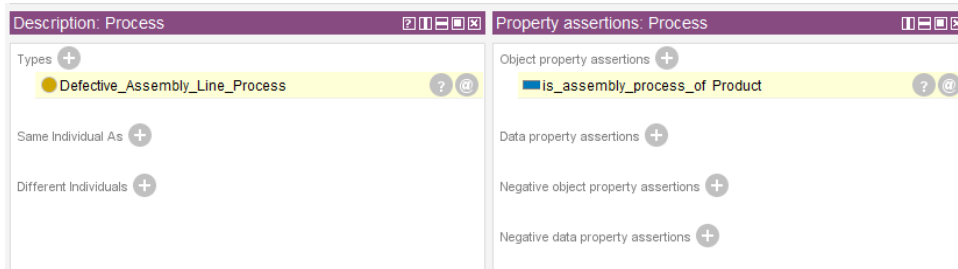 Description: Process
Types
Defective_Assembly_Line_Process
Same Individual As
Different Individuals
Property assertions: Process
Object property assertions
is_assembly_process_of Product
Data property assertions
Negative object property assertions
Negative data property assertions